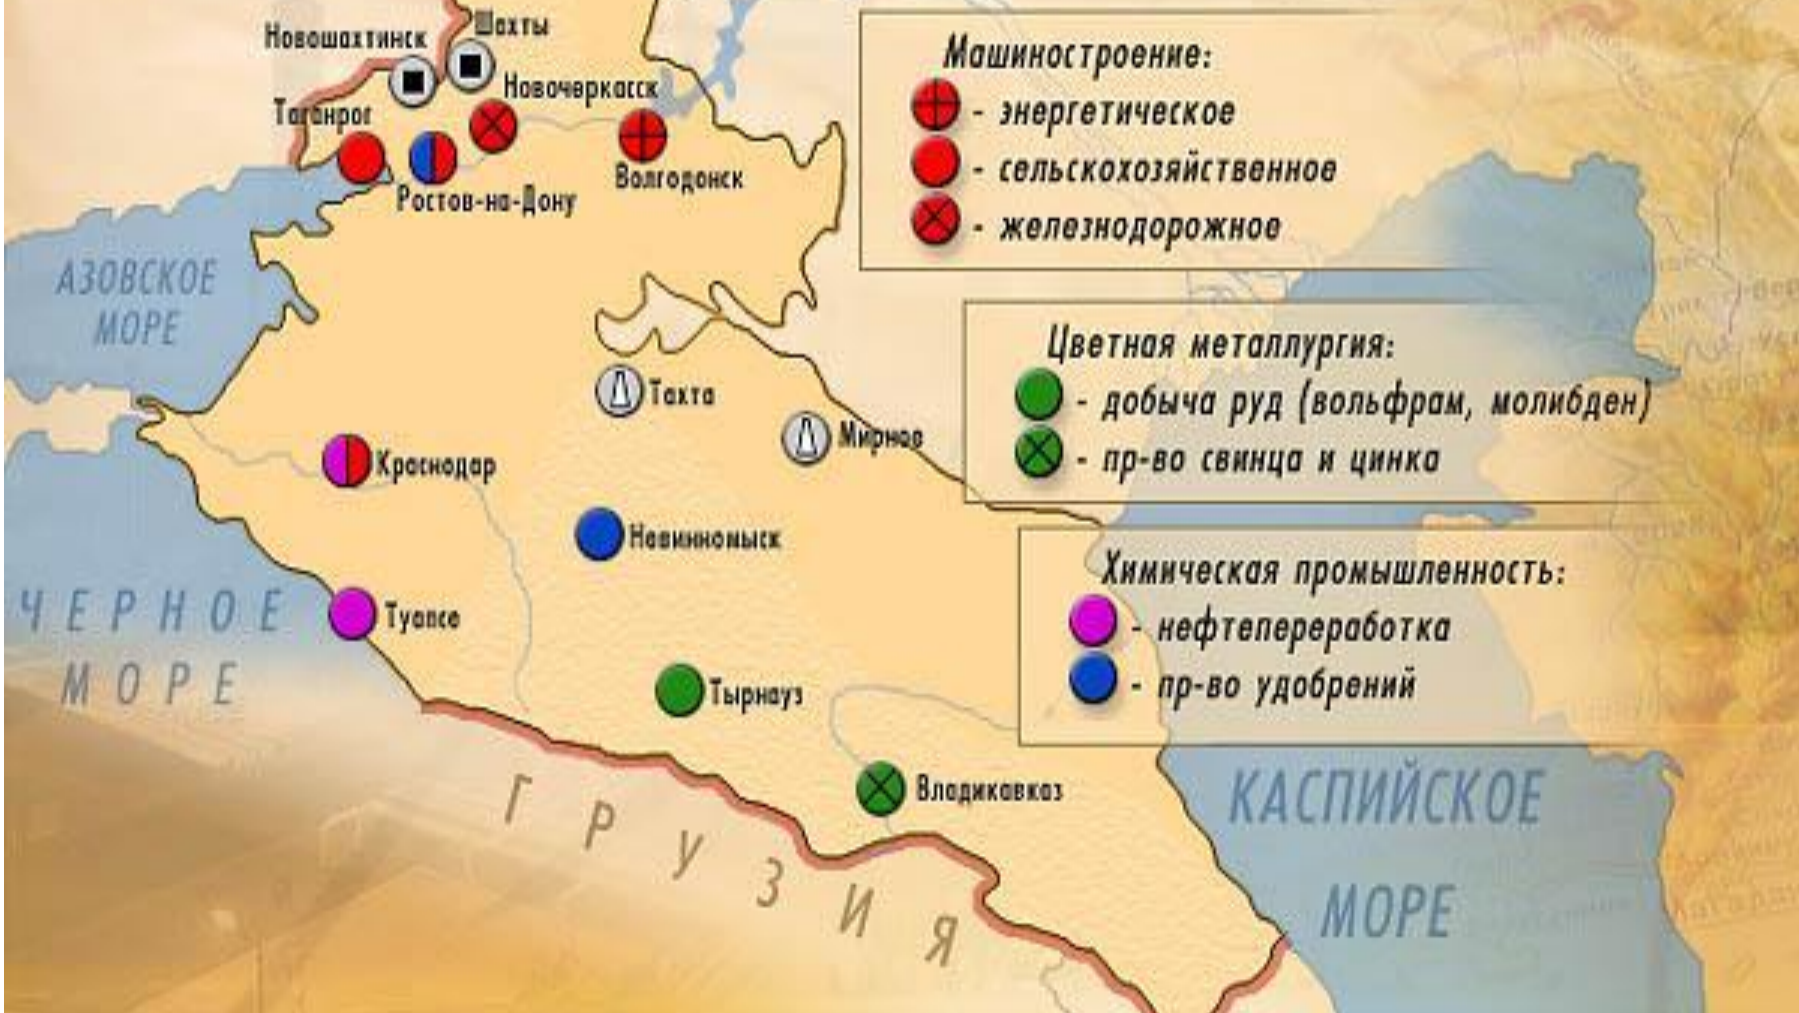 Шахты
Новошахтинск
Новочеркасск
Таганрог
Ростов-на-Дону
Волгодонск
АЗОВСКОЕ
МОРЕ
Тахта
Мирное
Краснодар
Невинномыск
ЧЕРНОЕ
МОРЕ
Туапсе
Тырнауз
Владикавказ
ГРУЗИЯ
Машиностроение:
- энергетическое
- сельскохозяйственное
- железнодорожное
Цветная металлургия:
- добыча руд (вольфрам, молибден)
- пр-во свинца и цинка
Химическая промышленность:
- нефтепереработка
- пр-во удобрений
КАСПИЙСКОЕ
МОРЕ